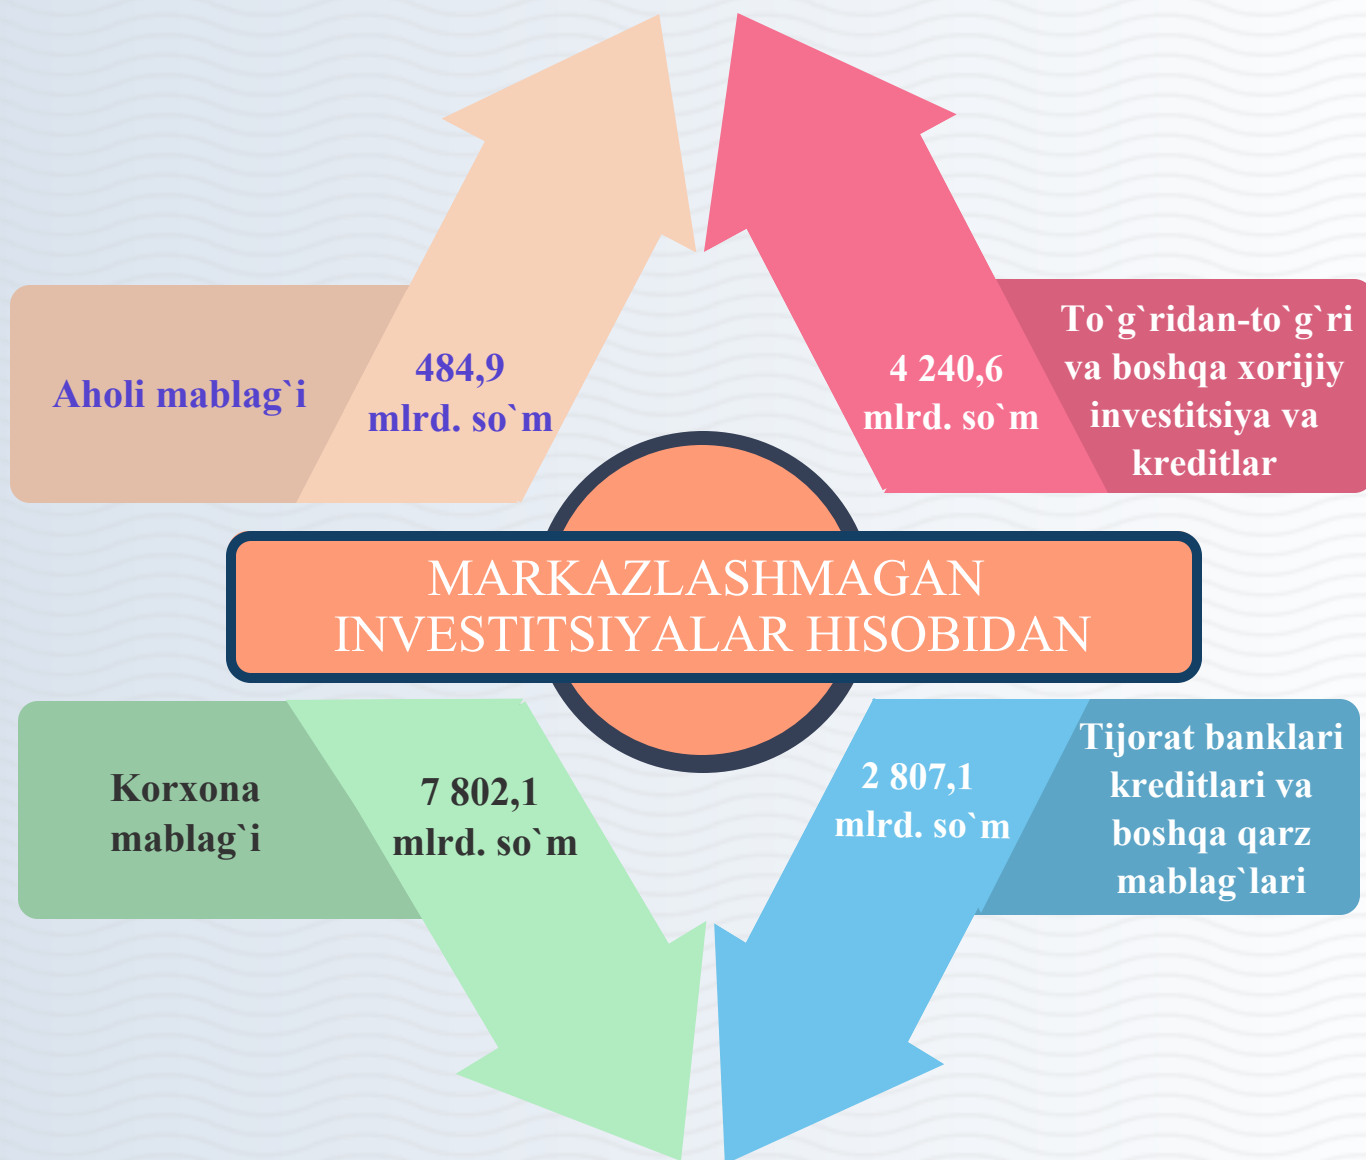 Aholi mablag`i
484,9
mlrd. so`m
4 240,6
mlrd. so`m
To`g`ridan-to`g`ri
va boshqa xorijiy
investitsiya va
kreditlar
MARKAZLASHMAGAN
INVESTITSIYALAR HISOBIDAN
Korxona
mablag`i
7 802,1
mlrd. so`m
2 807,1
mlrd. so`m
Tijorat banklari
kreditlari va
boshqa qarz
mablag`lari